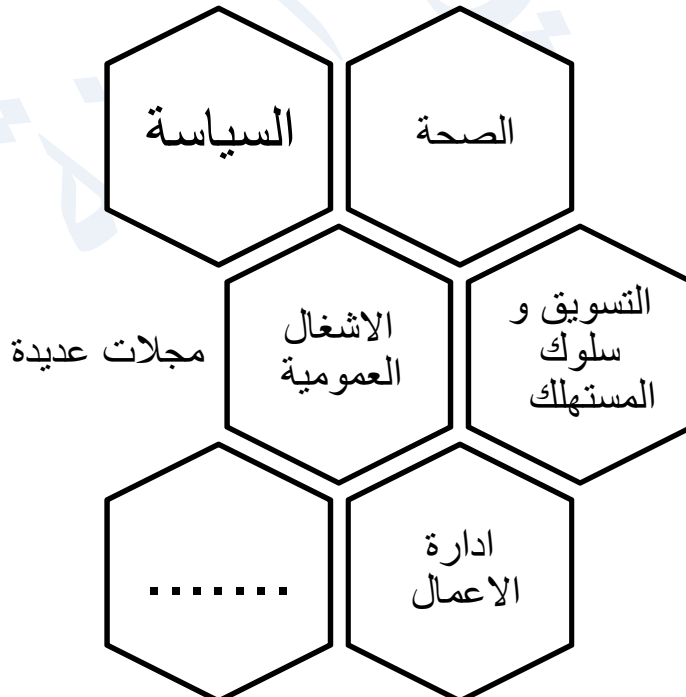 الصحة
السياسة
التسويق و
سلوك
المستهلك
الاشغال
العمومية
مجلات عديدة
ادارة
الاعمال
.......